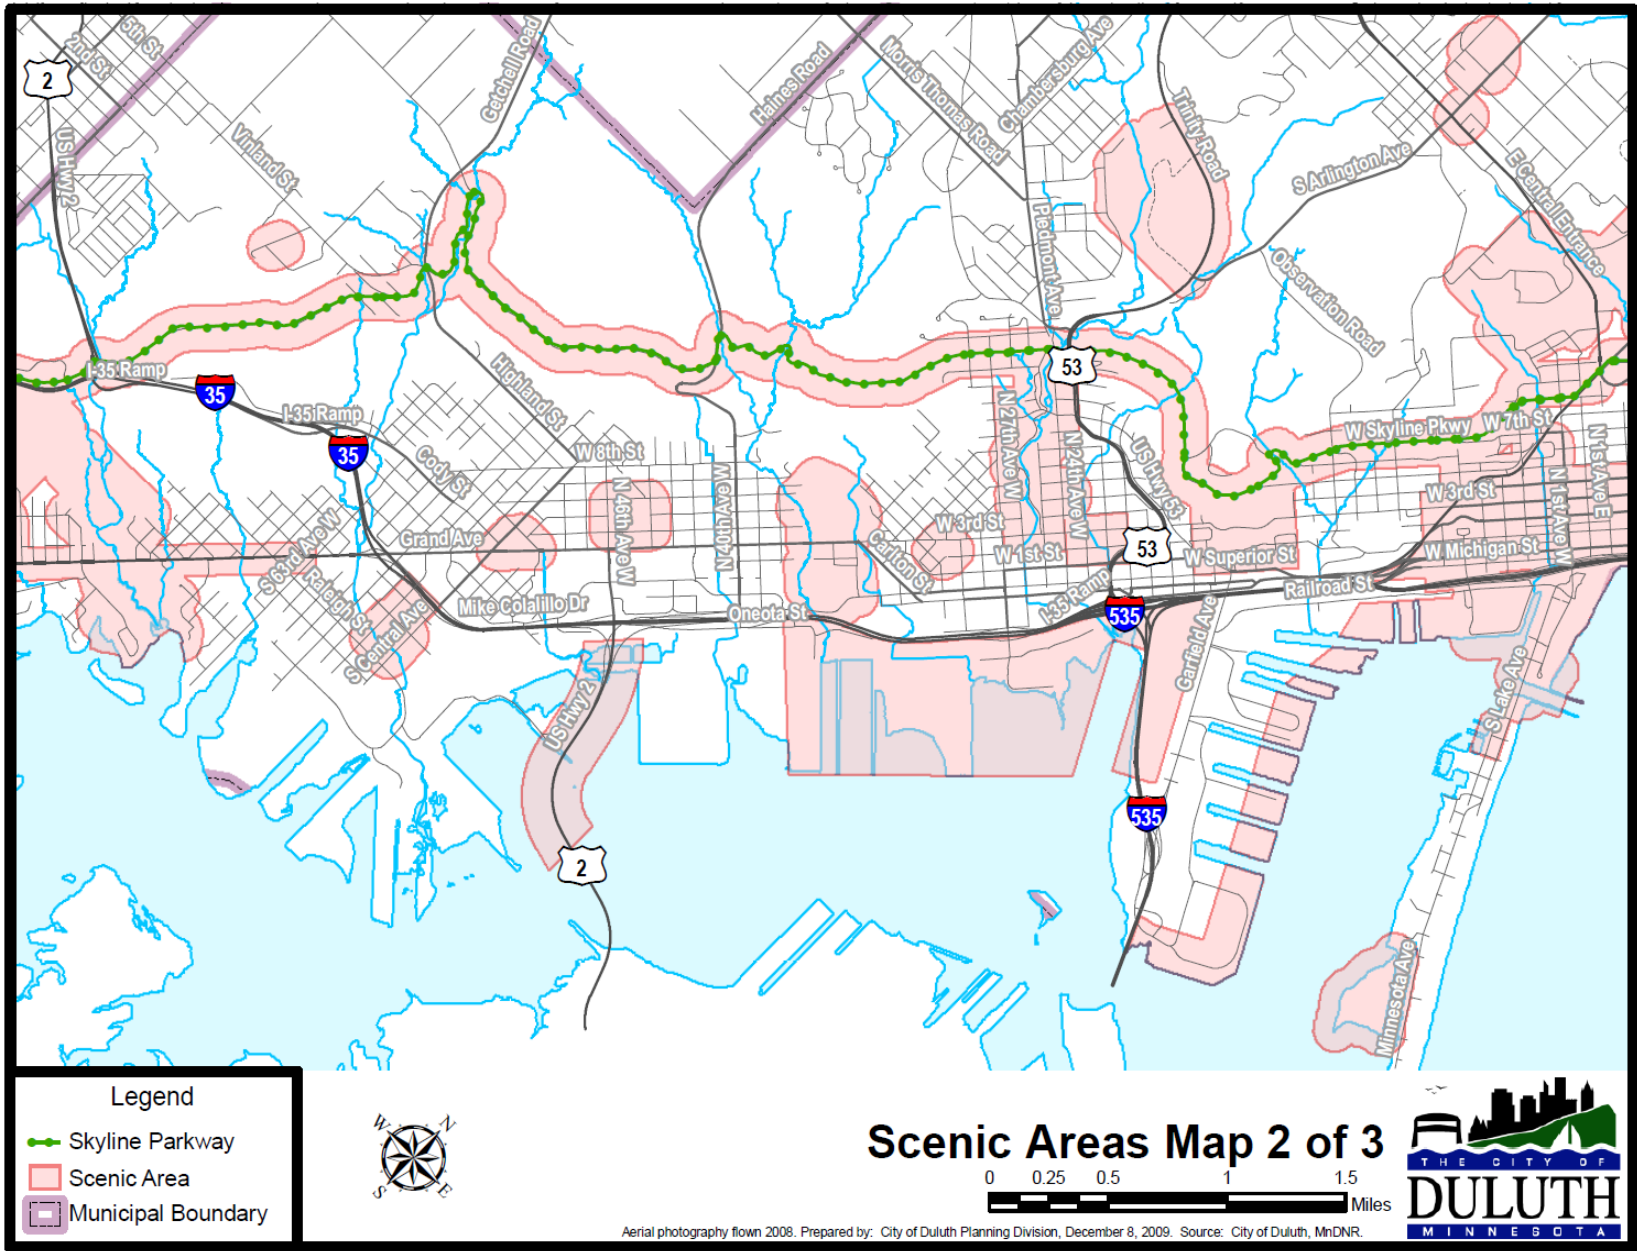 5th St
2nd St
2
US Hwy 2
Vinland St
Getchell Road
Haines Road
Morris Thomas Road
Chambersburg Ave
Trinity Road
S Arlington Ave
E Central Entrance
Piedmont Ave
Observation Road
I-35 Ramp
35
I-35 Ramp
35
Highland St
Cody St
W 8th St
53
N 27th Ave W
N 24th Ave W
US Hwy 53
W Skyline Pkwy
W 7th St
N 1st Ave E
N 1st Ave W
W 3rd St
N 46th Ave W
N 40th Ave W
W 3rd St
Grand Ave
Carlton St
W 1st St
53
W Superior St
W Michigan St
S 63rd Ave W
Raleigh St
S Central Ave
Mike Colalillo Dr
Oneota St
I-35 Ramp
535
Railroad St
Garfield Ave
US Hwy 2
S Lake Ave
535
2
Minnesota Ave
Legend
Skyline Parkway
Scenic Area
Municipal Boundary
W
N
S
E
Scenic Areas Map 2 of 3
0 0.25 0.5 1 1.5
Miles
Aerial photography flown 2008. Prepared by: City of Duluth Planning Division, December 8, 2009. Source: City of Duluth, MnDNR.
THE CITY OF
DULUTH
MINNESOTA